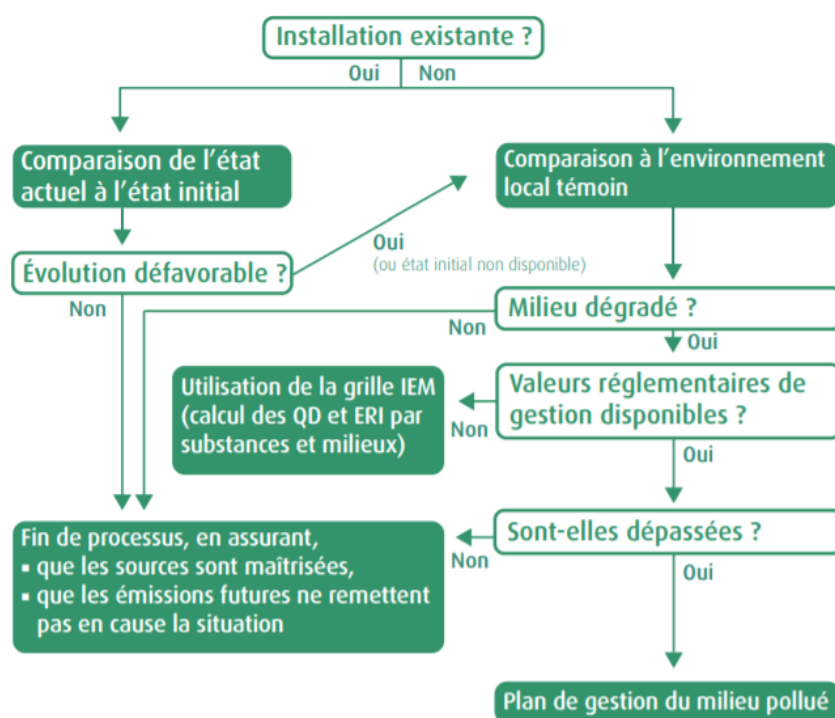 Installation existante ?
Oui
Non
Comparaison de l'état
actuel à l'état initial
Comparaison à l'environnement
local témoin
Oui
(ou état initial non disponible)
Évolution défavorable ?
Non
Milieu dégradé ?
Non
Oui
Utilisation de la grille IEM
(calcul des QD et ERI par
substances et milieux)
Valeurs réglementaires de
gestion disponibles ?
Non
Oui
Fin de processus, en assurant,
▪ que les sources sont maîtrisées,
▪ que les émissions futures ne remettent
pas en cause la situation
Sont-elles dépassées ?
Non
Oui
Plan de gestion du milieu pollué